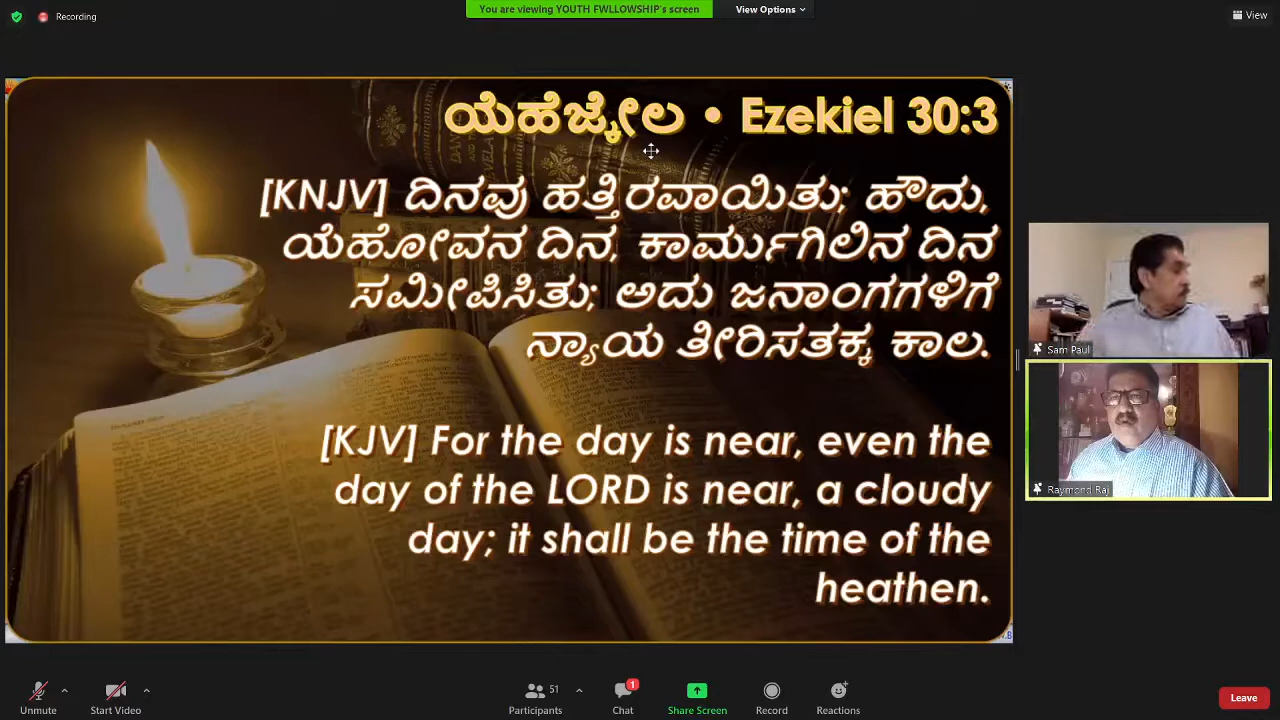 Recording
You are viewing YOUTH FWLLOWSHIP's screen
View Options
View
ಯೆಹೆಜ್ಕೇಲ • Ezekiel 30:3
[KNJV] ದಿನವು ಹತ್ತಿರವಾಯಿತು; ಹೌದು,
ಯೆಹೋವನ ದಿನ, ಕಾರ್ಮುಗಿಲಿನ ದಿನ
ಸಮೀಪಿಸಿತು; ಅದು ಜನಾಂಗಗಳಿಗೆ
ನ್ಯಾಯ ತೀರಿಸತಕ್ಕ ಕಾಲ.
[KJV] For the day is near, even the
day of the LORD is near, a cloudy
day; it shall be the time of the
heathen.
Sam Paul
Raymond Raj
Unmute
Start Video
Participants
51
Chat
1
Share Screen
Record
Reactions
Leave